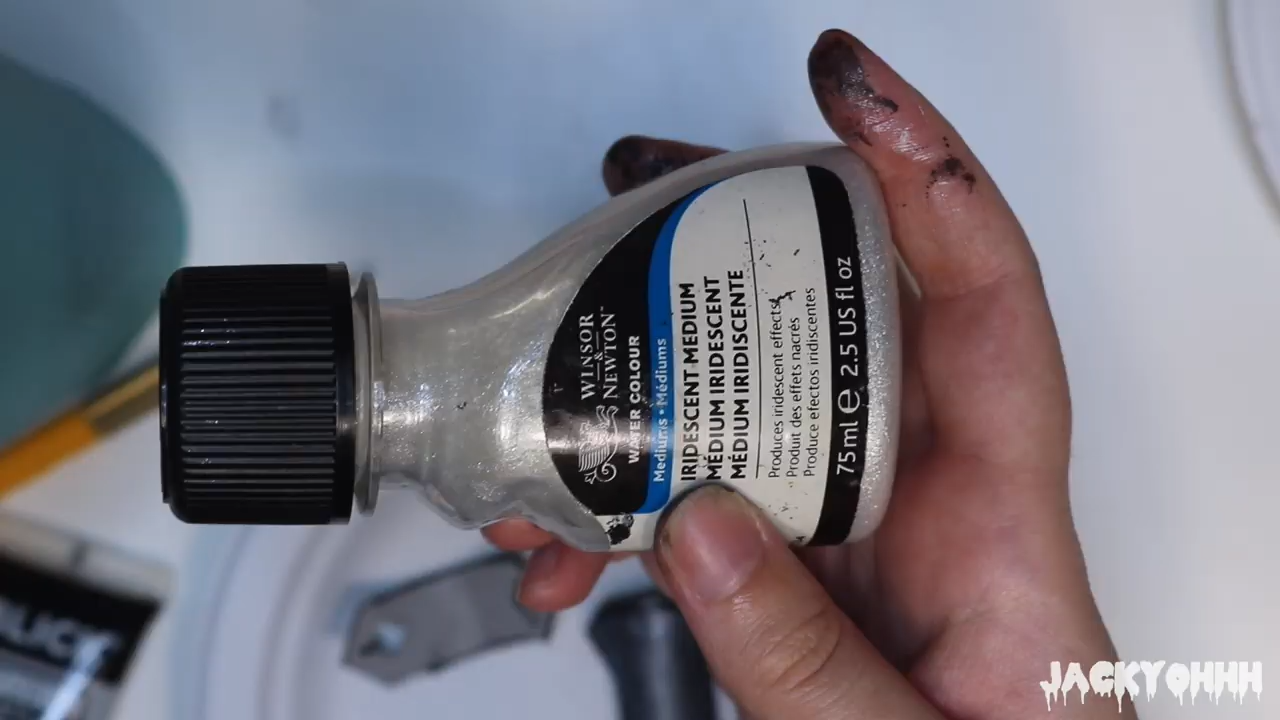 WINSOR
&
NEWTON
WATER COLOUR
Mediums • Médiums
IRIDESCENT MEDIUM
MÉDIUM IRIDESCENT
MÉDIUM IRIDISCENTE
Produces iridescent effects
Produit des effets nacrés
Produce efectos iridiscentes
75ml e 2.5 US fl oz
JACKYOHHH